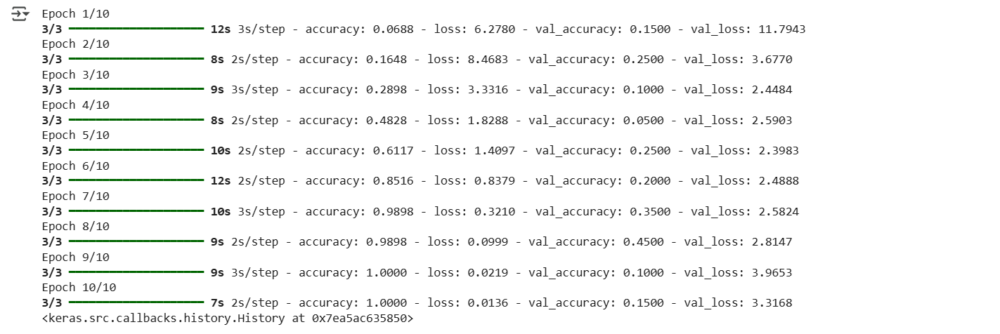 Epoch 1/10
3/3 ━━━━━━━━━━━━━━━━━━━━ 12s 3s/step - accuracy: 0.0688 - loss: 6.2780 - val_accuracy: 0.1500 - val_loss: 11.7943
Epoch 2/10
3/3 ━━━━━━━━━━━━━━━━━━━━ 8s 2s/step - accuracy: 0.1648 - loss: 8.4683 - val_accuracy: 0.2500 - val_loss: 3.6770
Epoch 3/10
3/3 ━━━━━━━━━━━━━━━━━━━━ 9s 3s/step - accuracy: 0.2898 - loss: 3.3316 - val_accuracy: 0.1000 - val_loss: 2.4484
Epoch 4/10
3/3 ━━━━━━━━━━━━━━━━━━━━ 8s 2s/step - accuracy: 0.4828 - loss: 1.8288 - val_accuracy: 0.0500 - val_loss: 2.5903
Epoch 5/10
3/3 ━━━━━━━━━━━━━━━━━━━━ 10s 2s/step - accuracy: 0.6117 - loss: 1.4097 - val_accuracy: 0.2500 - val_loss: 2.3983
Epoch 6/10
3/3 ━━━━━━━━━━━━━━━━━━━━ 12s 2s/step - accuracy: 0.8516 - loss: 0.8379 - val_accuracy: 0.2000 - val_loss: 2.4888
Epoch 7/10
3/3 ━━━━━━━━━━━━━━━━━━━━ 10s 3s/step - accuracy: 0.9898 - loss: 0.3210 - val_accuracy: 0.3500 - val_loss: 2.5824
Epoch 8/10
3/3 ━━━━━━━━━━━━━━━━━━━━ 9s 2s/step - accuracy: 0.9898 - loss: 0.0999 - val_accuracy: 0.4500 - val_loss: 2.8147
Epoch 9/10
3/3 ━━━━━━━━━━━━━━━━━━━━ 9s 3s/step - accuracy: 1.0000 - loss: 0.0219 - val_accuracy: 0.1000 - val_loss: 3.9653
Epoch 10/10
3/3 ━━━━━━━━━━━━━━━━━━━━ 7s 2s/step - accuracy: 1.0000 - loss: 0.0136 - val_accuracy: 0.1500 - val_loss: 3.3168
<keras.src.callbacks.history.History at 0x7ea5ac635850>